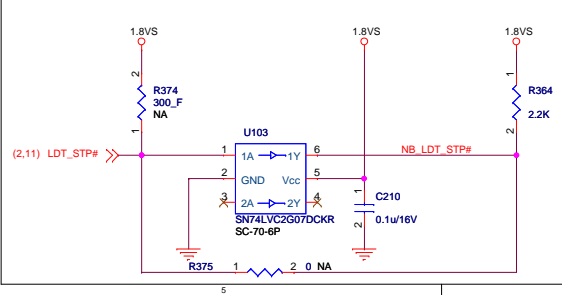 1.8VS 1.8VS 1.8VS
2 R374 300_F NA 1
1 R364 2.2K 2
U103
(2,11) LDT_STP# 1 1A 1Y 6 NB_LDT_STP#
2 GND Vcc 5
3 2A 2Y 4
1 C210 0.1u/16V 2
SN74LVC2G07DCKR
SC-70-6P
R375 1 2 0 NA
5